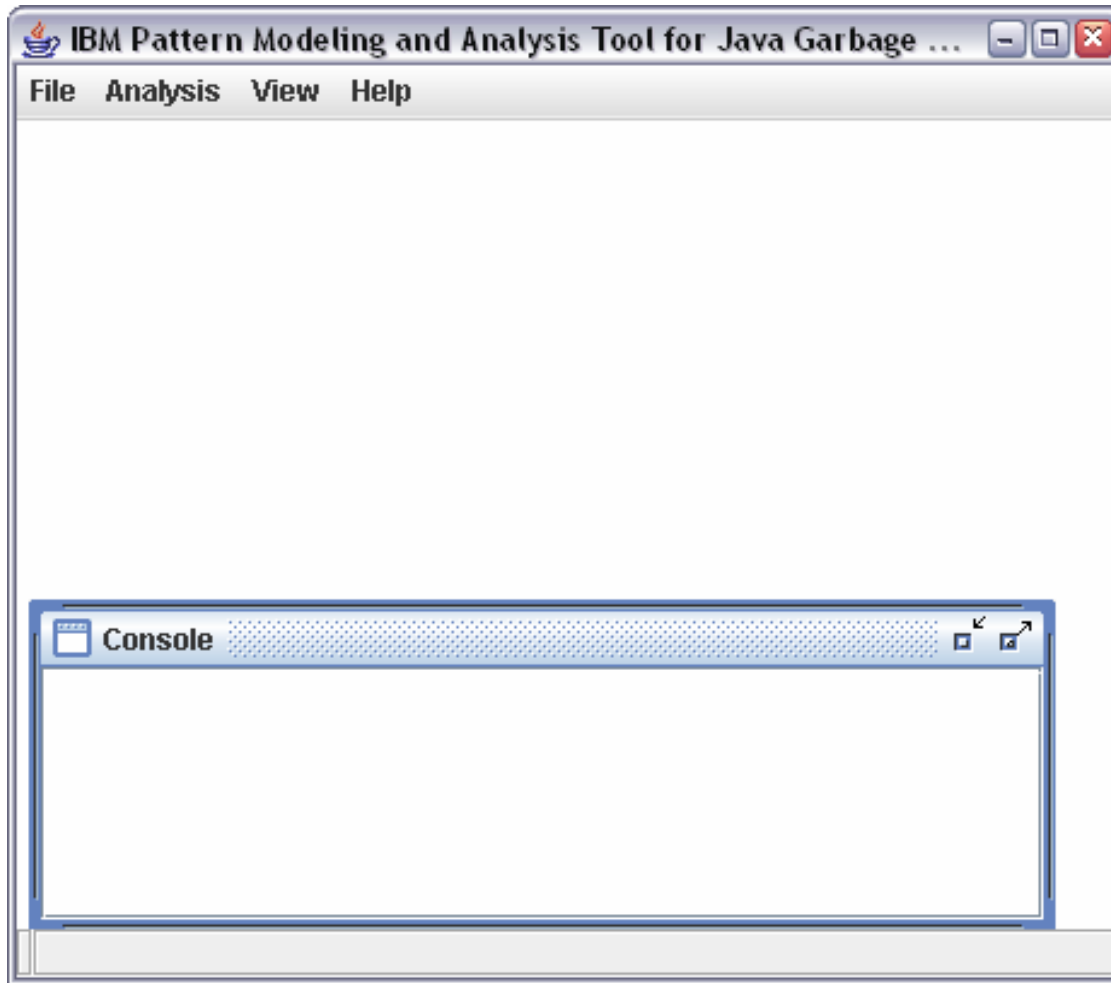 IBM Pattern Modeling and Analysis Tool for Java Garbage ...
File Analysis View Help
Console